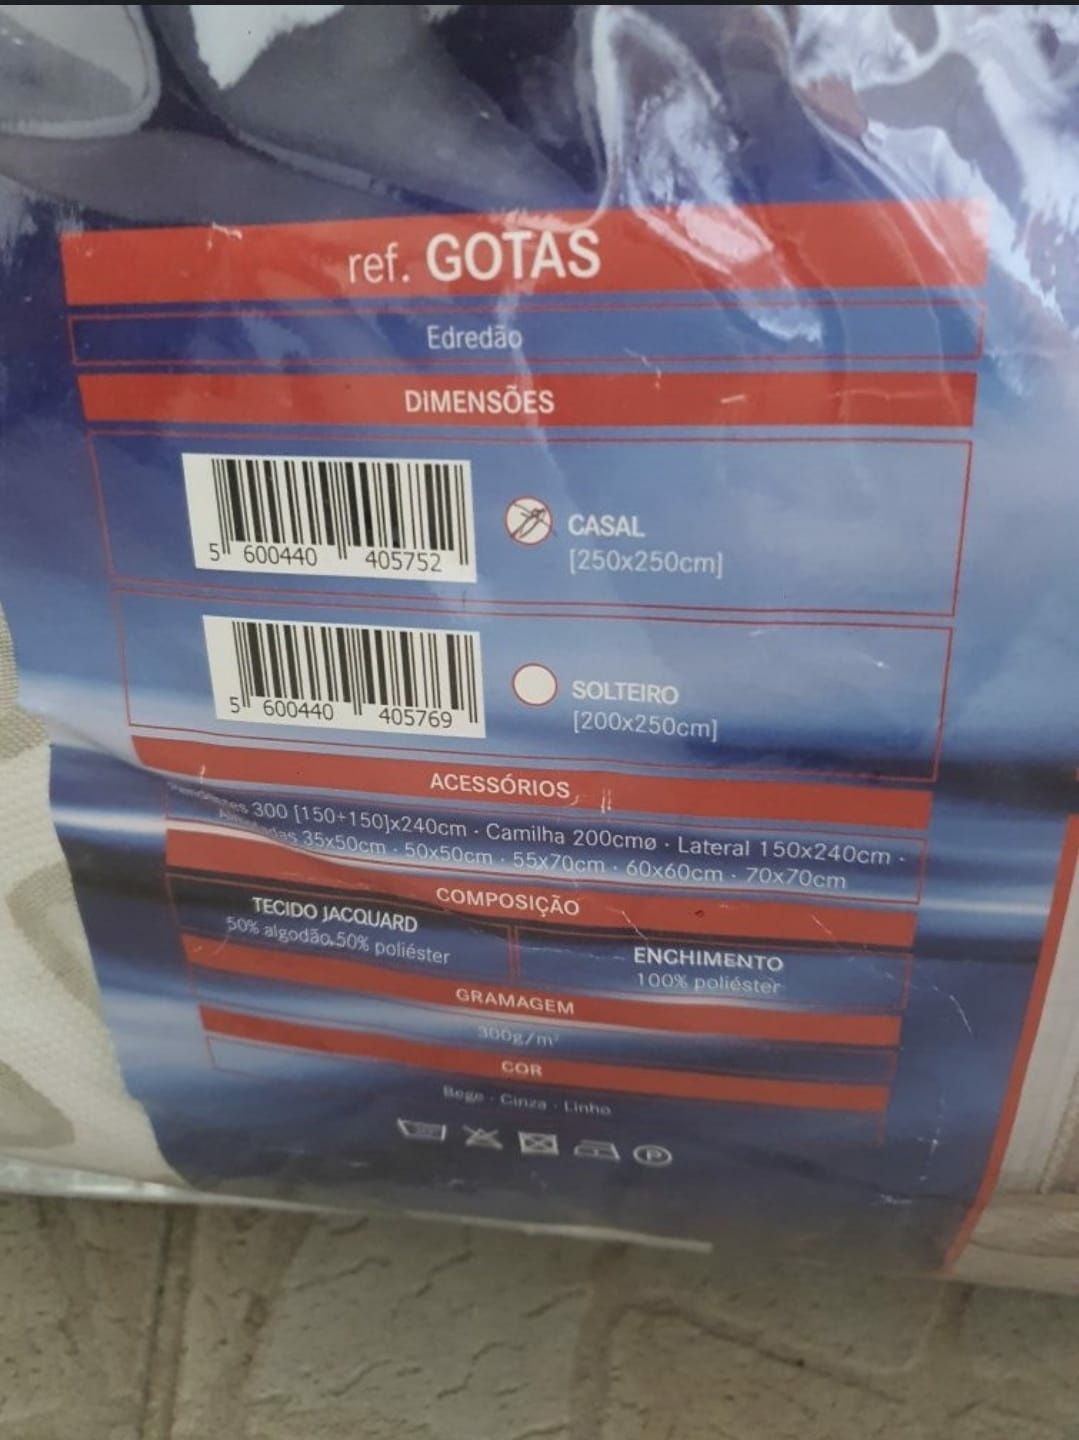 ref. GOTAS
Edredão
DIMENSÕES
5 600440 405752
CASAL
[250x250cm]
5 600440 405769
SOLTEIRO
[200x250cm]
ACESSÓRIOS
300 [150+150]x240cm · Camilha 200cmø · Lateral 150x240cm ·
Almofadas 35x50cm · 50x50cm · 55x70cm · 60x60cm · 70x70cm
COMPOSIÇÃO
TECIDO JACQUARD
50% algodão.50% poliéster
ENCHIMENTO
100% poliéster
GRAMAGEM
300g/m²
COR
Bege · Cinza · Linho
P